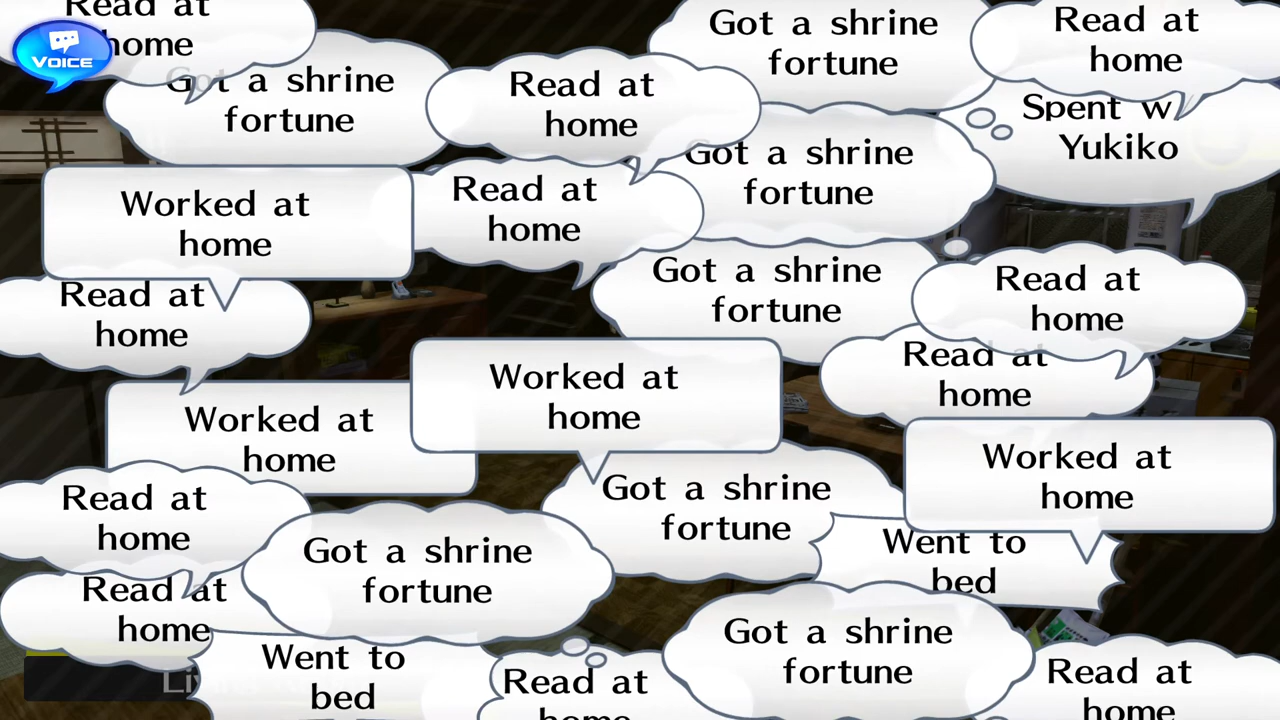 Read at
home
VOICE
Got a shrine
fortune
Read at
home
Got a shrine
fortune
Read at
home
Spent w
Yukiko
Got a shrine
fortune
Worked at
home
Read at
home
Got a shrine
fortune
Read at
home
Read at
home
Read at
home
Worked at
home
Worked at
home
Worked at
home
Read at
home
Got a shrine
fortune
Got a shrine
fortune
Went to
bed
Read at
home
Went to
bed
Read at
home
Got a shrine
fortune
Read at
home